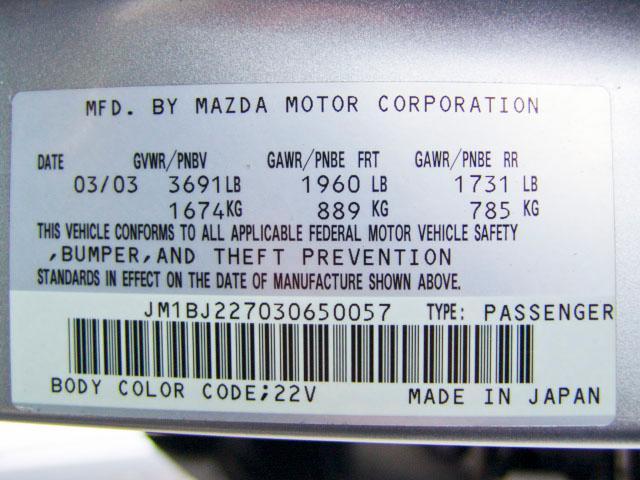 MFD. BY MAZDA MOTOR CORPORATION
DATE GVWR/PNBV GAWR/PNBE FRT GAWR/PNBE RR
03/03 3691LB 1960 LB 1731 LB
1674KG 889 KG 785 KG
THIS VEHICLE CONFORMS TO ALL APPLICABLE FEDERAL MOTOR VEHICLE SAFETY
,BUMPER,AND THEFT PREVENTION
STANDARDS IN EFFECT ON THE DATE OF MANUFACTURE SHOWN ABOVE.
JM1BJ227030650057 TYPE: PASSENGER
BODY COLOR CODE;22V MADE IN JAPAN